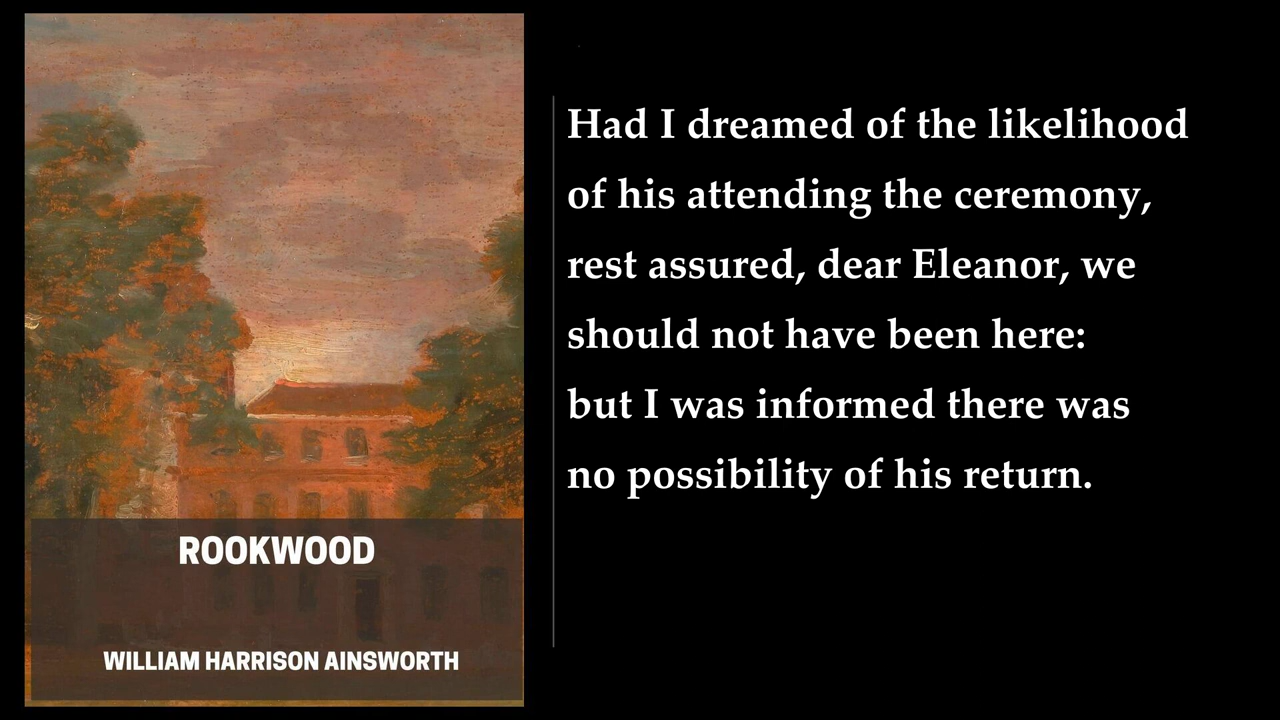 ROOKWOOD
WILLIAM HARRISON AINSWORTH
Had I dreamed of the likelihood
of his attending the ceremony,
rest assured, dear Eleanor, we
should not have been here:
but I was informed there was
no possibility of his return.